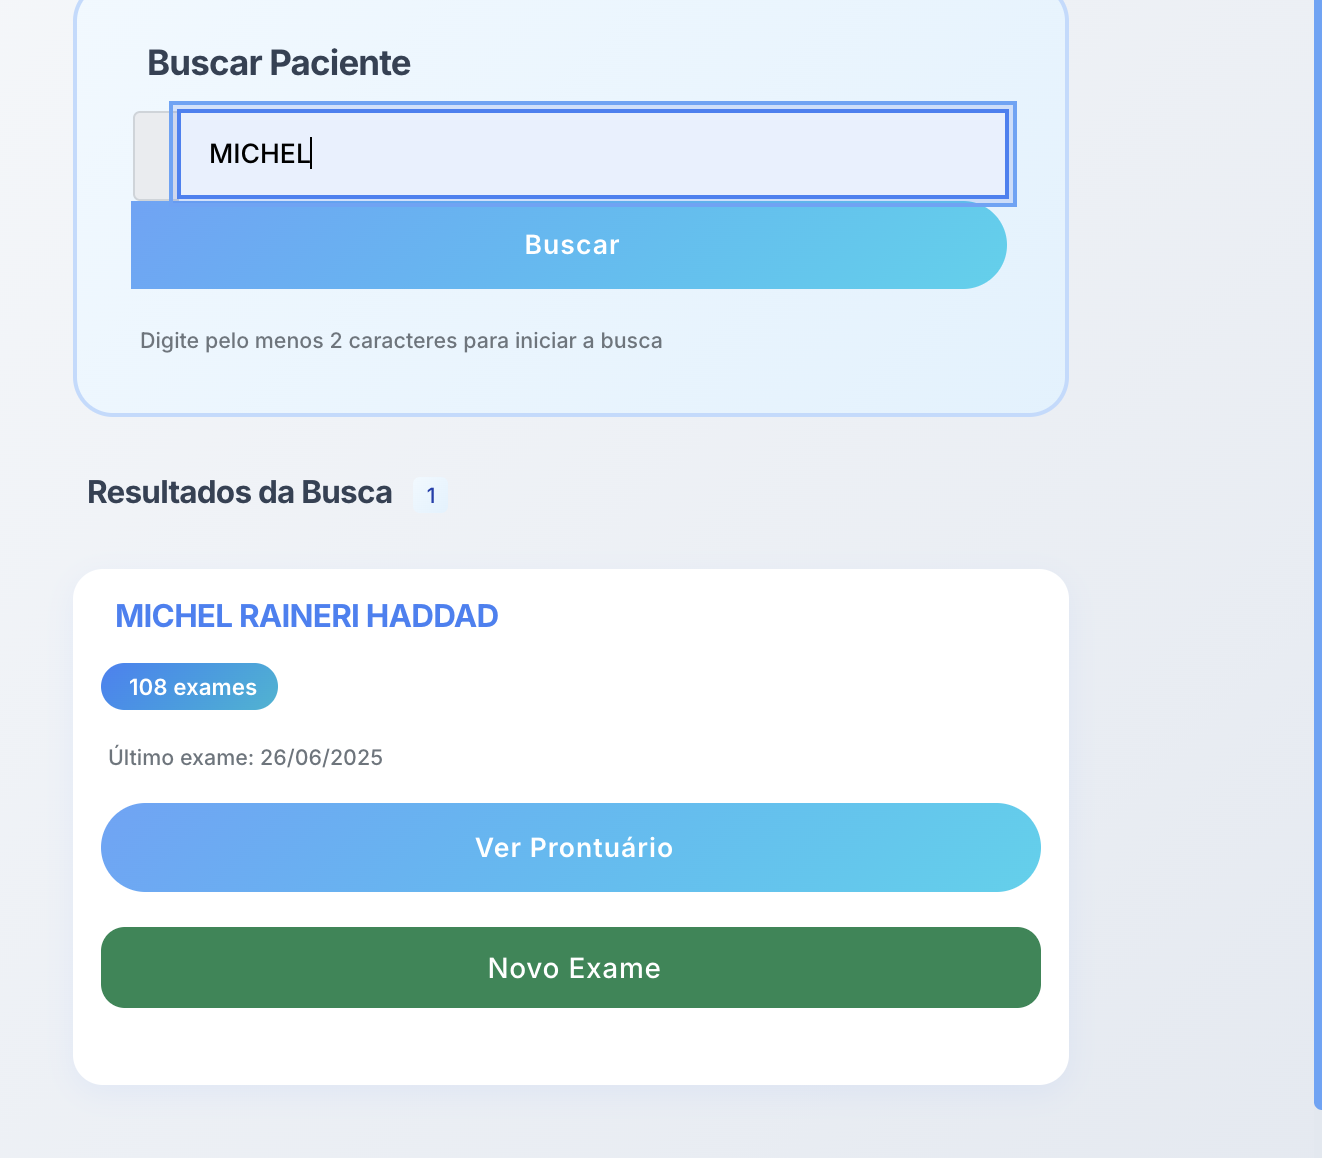 Buscar Paciente
MICHEL
Buscar
Digite pelo menos 2 caracteres para iniciar a busca
Resultados da Busca 1
MICHEL RAINERI HADDAD
108 exames
Último exame: 26/06/2025
Ver Prontuário
Novo Exame